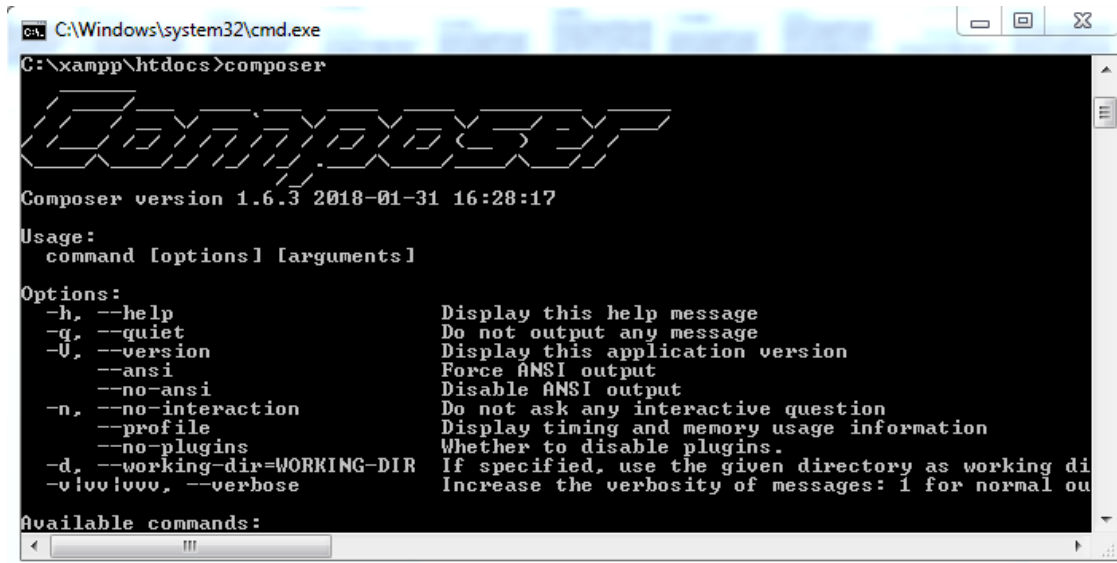 C:\Windows\system32\cmd.exe
C:\xampp\htdocs>composer
Composer
Composer version 1.6.3 2018-01-31 16:28:17
Usage:
command [options] [arguments]
Options:
-h, --help Display this help message
-q, --quiet Do not output any message
-V, --version Display this application version
--ansi Force ANSI output
--no-ansi Disable ANSI output
-n, --no-interaction Do not ask any interactive question
--profile Display timing and memory usage information
--no-plugins Whether to disable plugins.
-d, --working-dir=WORKING-DIR If specified, use the given directory as working di
-v|vv|vvv, --verbose Increase the verbosity of messages: 1 for normal ou
Available commands: